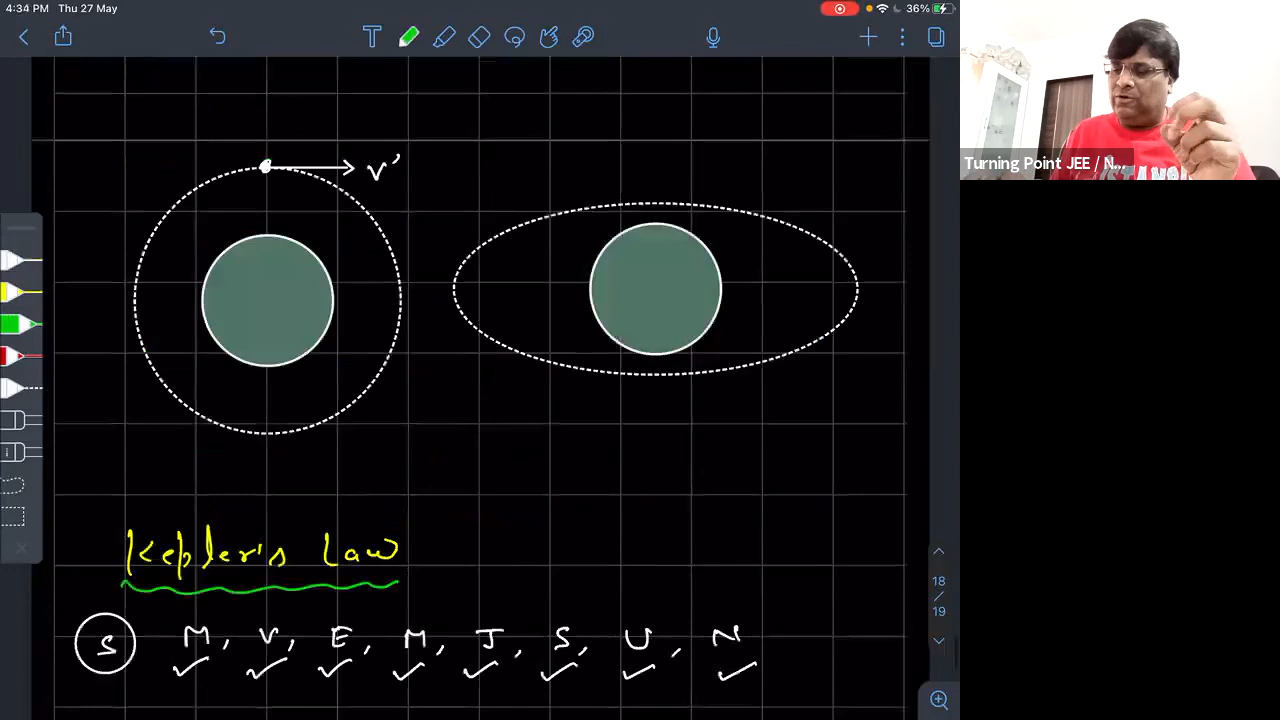 4:34 PM Thu 27 May
36%
v'
Turning Point JEE / N...
Kepler's Law
18
/
19
S M, V, E, M, J, S, U, N